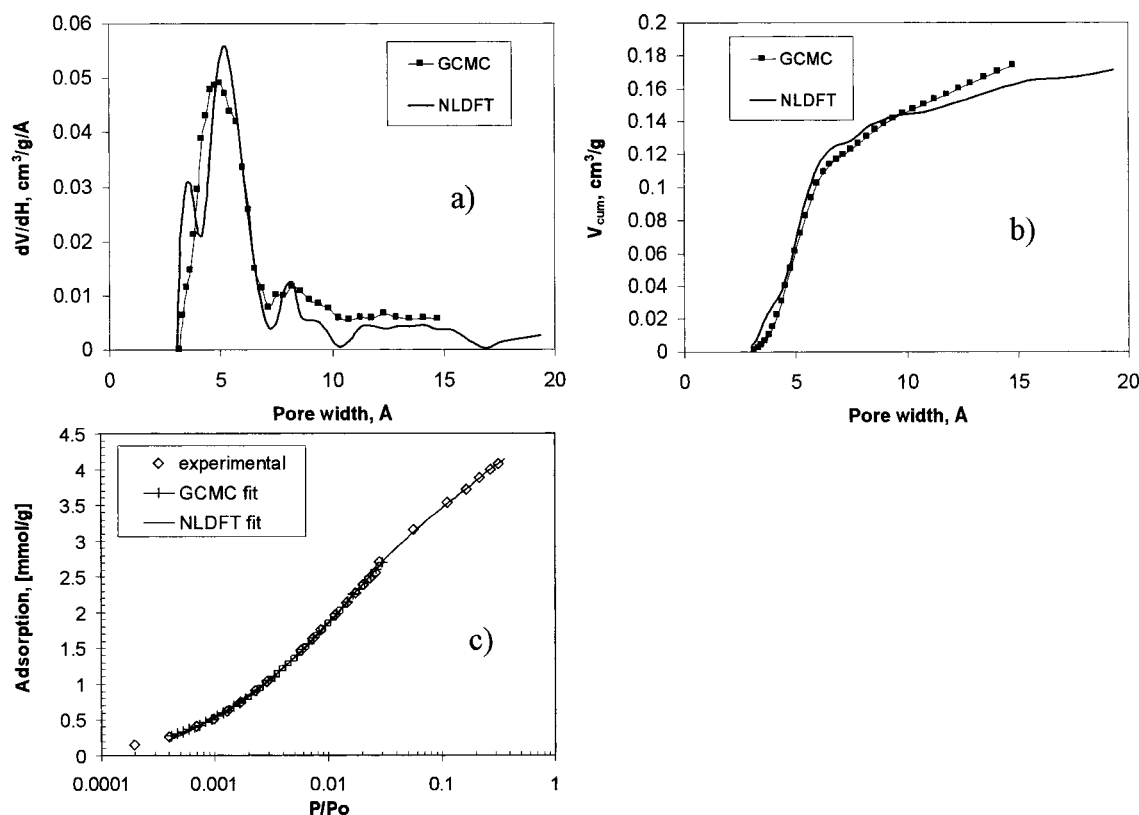 0.06
0.05
0.04
0.03
0.02
0.01
0
dV/dH, cm³/g/Å
GCMC
NLDFT
a)
0 5 10 15 20
Pore width, Å
0.2
0.18
0.16
0.14
0.12
0.1
0.08
0.06
0.04
0.02
0
Vcum, cm³/g
GCMC
NLDFT
b)
0 5 10 15 20
Pore width, Å
4.5
4
3.5
3
2.5
2
1.5
1
0.5
0
Adsorption, [mmol/g]
experimental
GCMC fit
NLDFT fit
c)
0.0001 0.001 0.01 0.1 1
P/Po